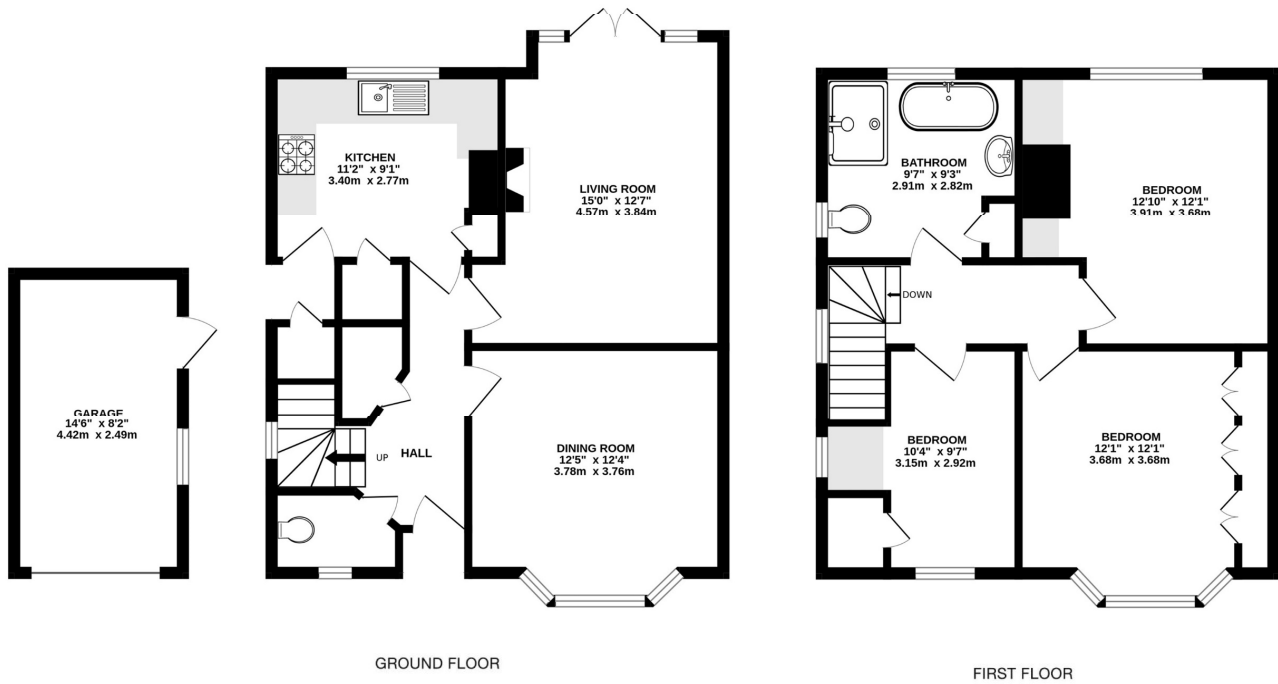 KITCHEN
11'2" x 9'1"
3.40m x 2.77m
LIVING ROOM
15'0" x 12'7"
4.57m x 3.84m
GARAGE
14'6" x 8'2"
4.42m x 2.49m
UP
HALL
DINING ROOM
12'5" x 12'4"
3.78m x 3.76m
GROUND FLOOR
BATHROOM
9'7" x 9'3"
2.91m x 2.82m
BEDROOM
12'10" x 12'1"
3.91m x 3.68m
DOWN
BEDROOM
10'4" x 9'7"
3.15m x 2.92m
BEDROOM
12'1" x 12'1"
3.68m x 3.68m
FIRST FLOOR